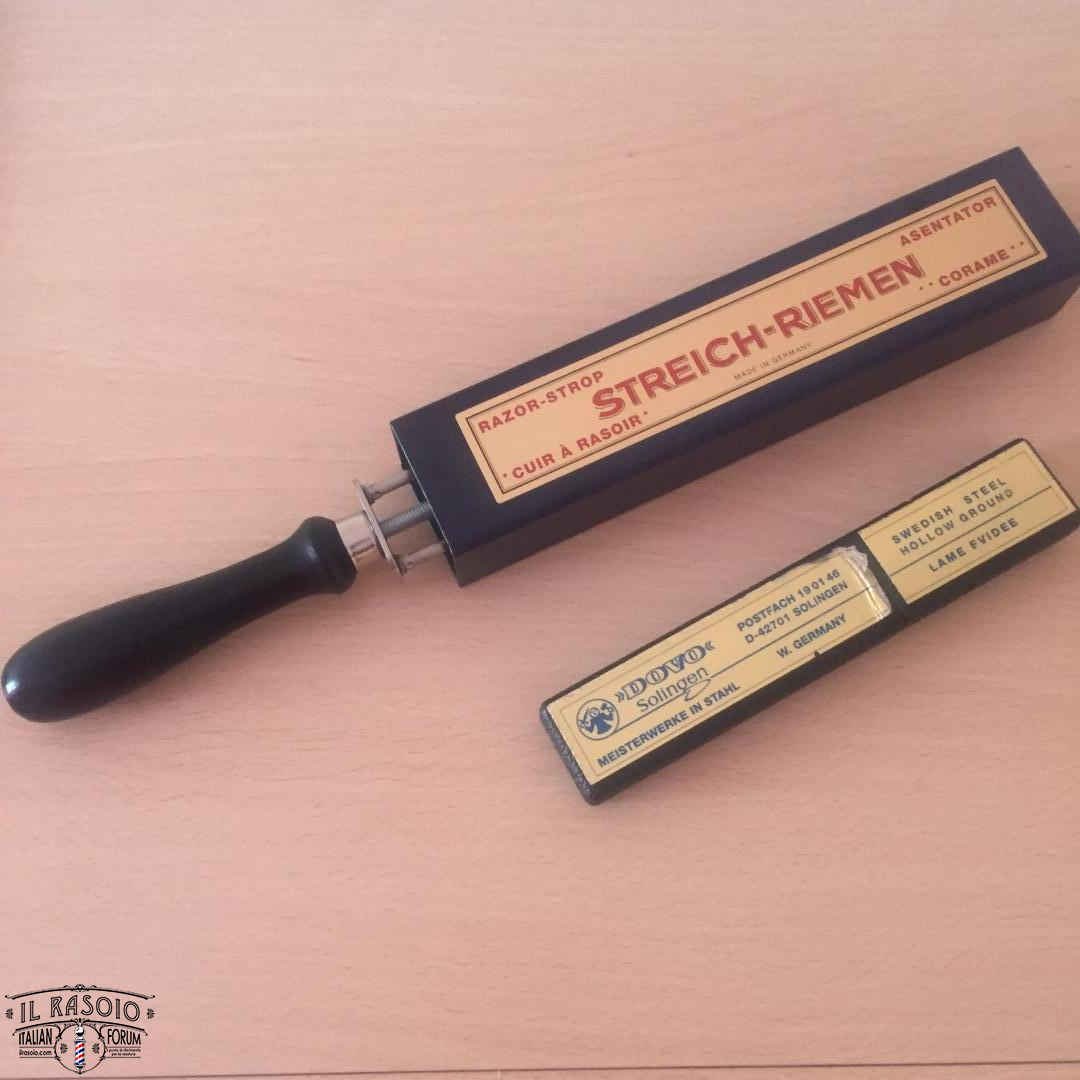 RAZOR-STROP
ASENTATOR
STREICH-RIEMEN
MADE IN GERMANY
·CUIR À RASOIR·
··CORAME··
»DOVO«
Solingen
MEISTERWERKE IN STAHL
POSTFACH 190146
D-42701 SOLINGEN
W. GERMANY
SWEDISH STEEL
HOLLOW GROUND
LAME EVIDEE
IL RASOIO
ITALIAN FORUM
ilrasoio.com